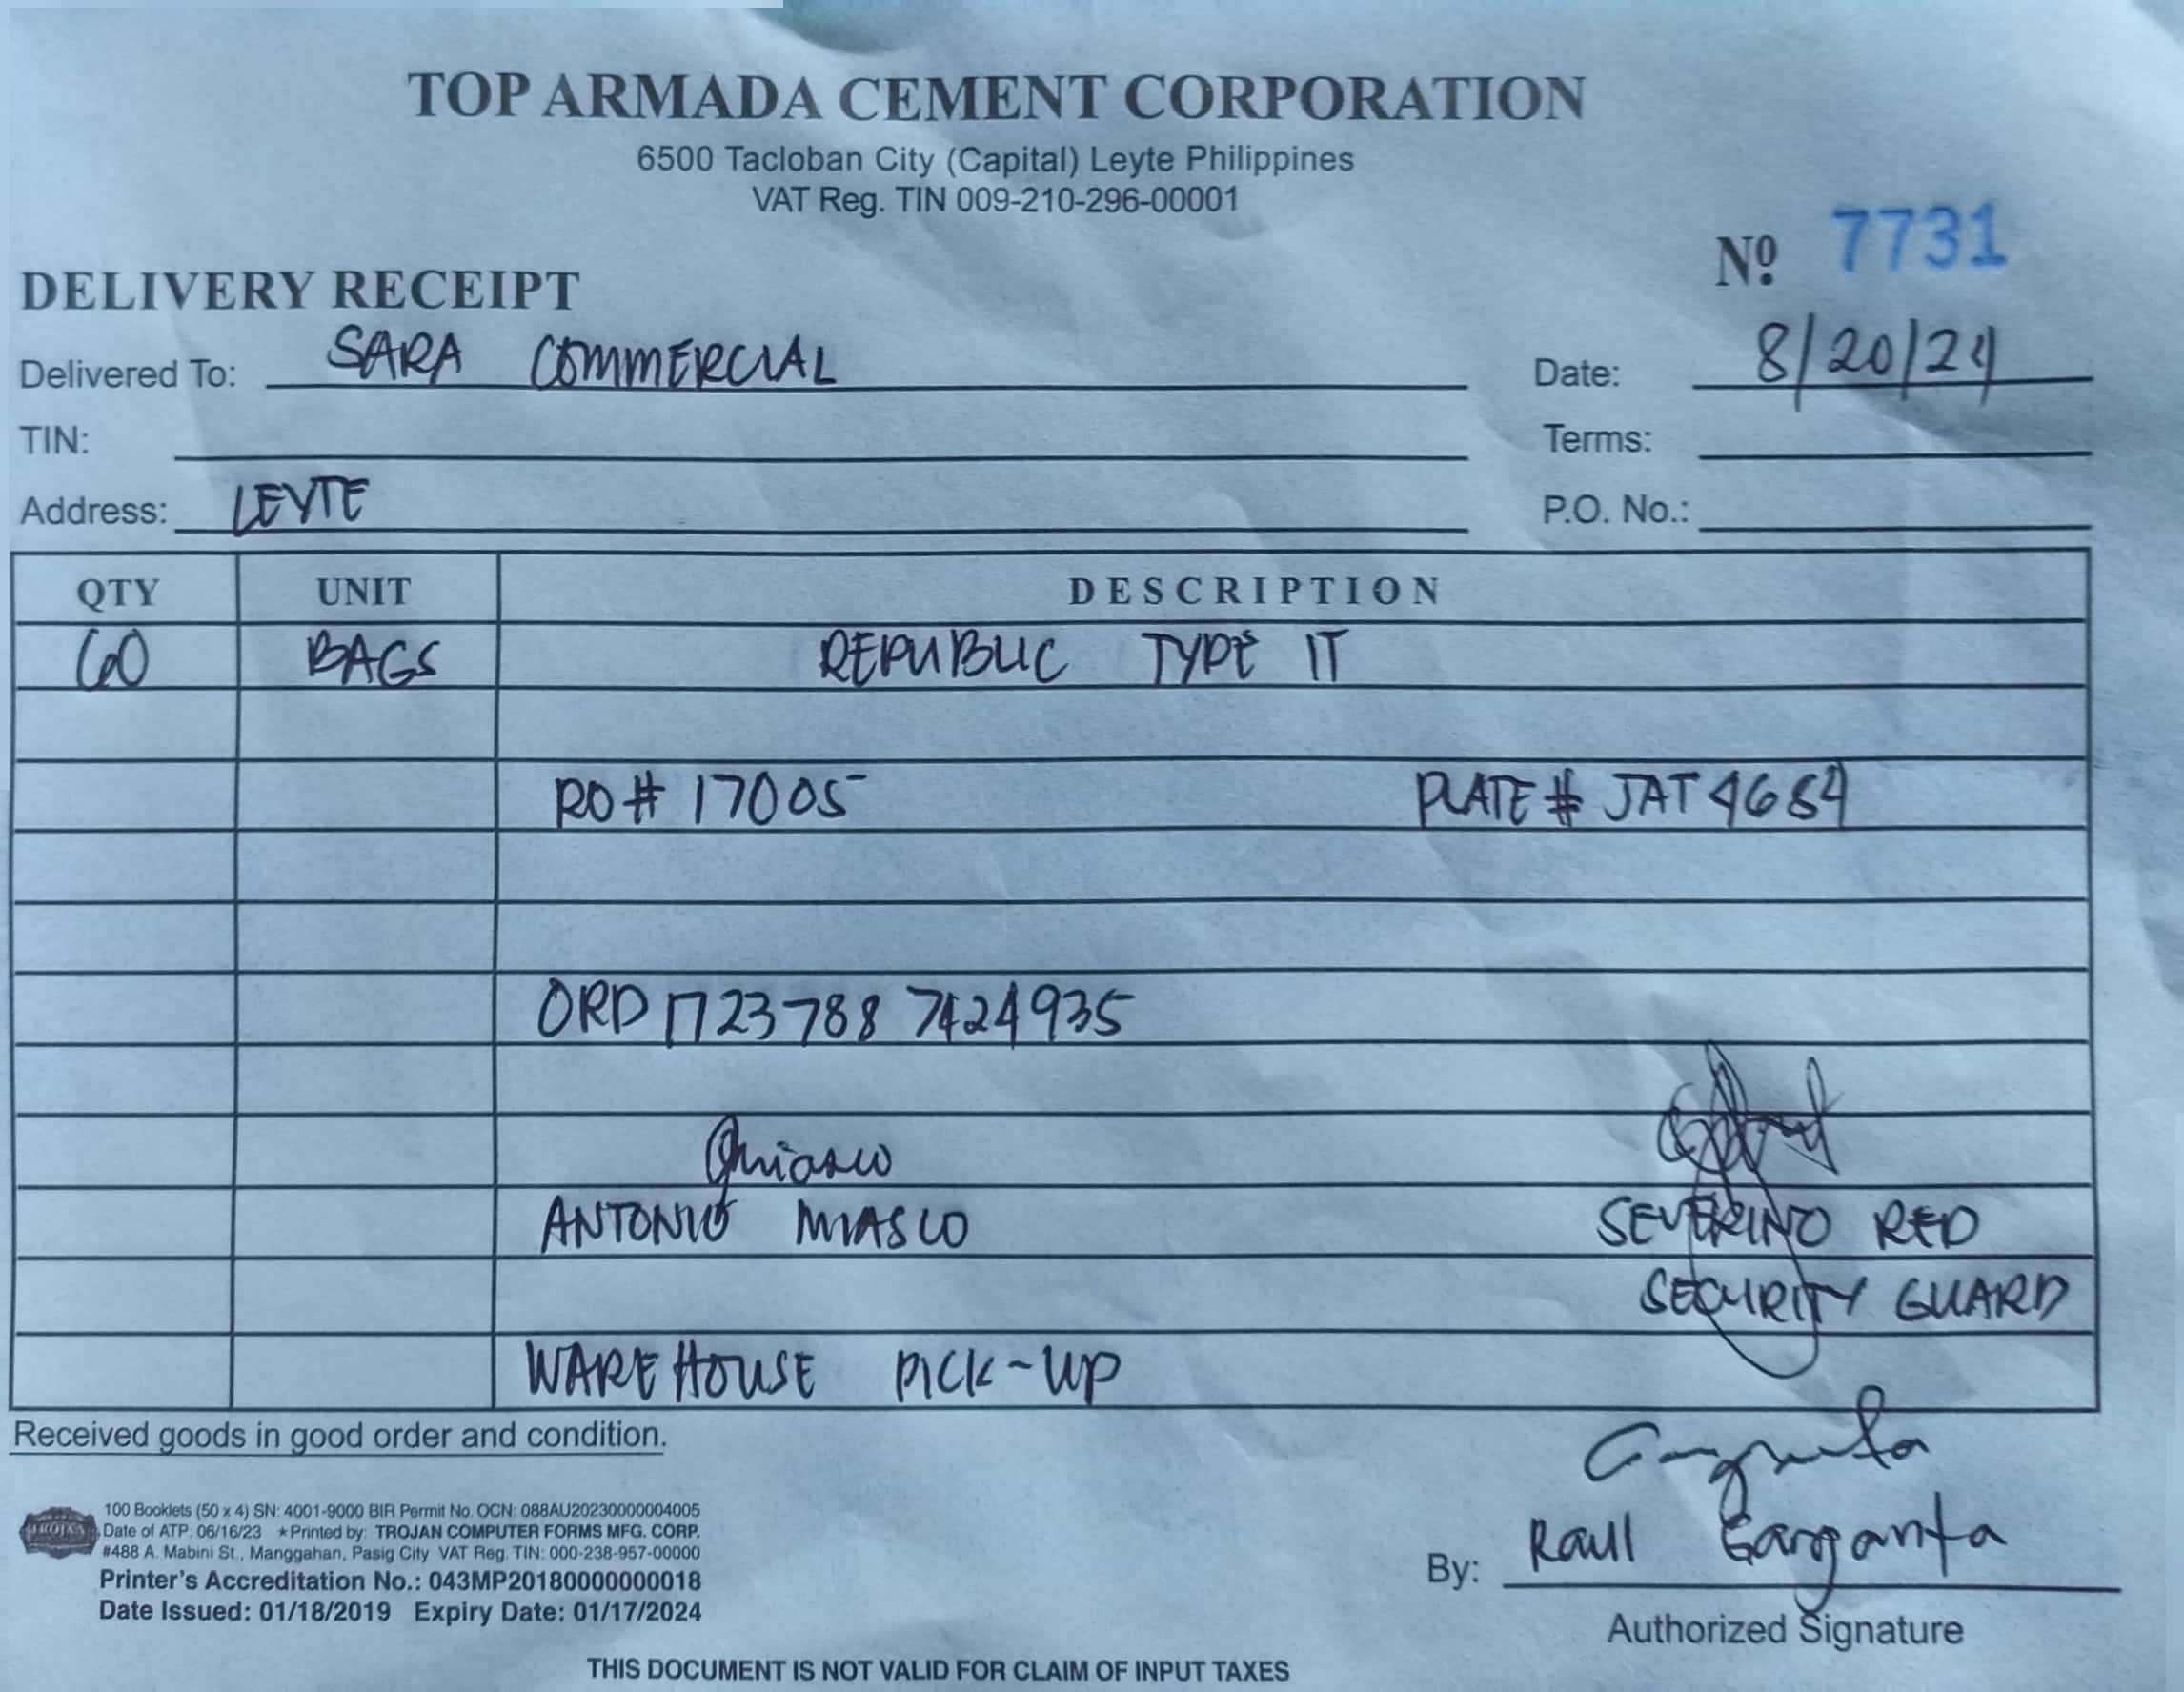 TOP ARMADA CEMENT CORPORATION
6500 Tacloban City (Capital) Leyte Philippines
VAT Reg. TIN 009-210-296-00001
Nº 7731
DELIVERY RECEIPT
Delivered To: SARA COMMERCIAL
Date: 8/20/24
TIN:
Terms:
Address: LEYTE
P.O. No.:
QTY UNIT DESCRIPTION
60 BAGS REPUBLIC TYPE 1T
RO# 17005 PLATE # JAT 4684
ORD 1723788 7424935
ANTONIO MIASCO SEVERINO RED
SECURITY GUARD
WAREHOUSE PICK-UP
Received goods in good order and condition.
TROJAN
100 Booklets (50 x 4) SN: 4001-9000 BIR Permit No. OCN: 088AU20230000004005
Date of ATP: 06/16/23 ★Printed by: TROJAN COMPUTER FORMS MFG. CORP.
#488 A. Mabini St., Manggahan, Pasig City VAT Reg. TIN: 000-238-957-00000
Printer's Accreditation No.: 043MP20180000000018
Date Issued: 01/18/2019 Expiry Date: 01/17/2024
By: Raul Garganta
Authorized Signature
THIS DOCUMENT IS NOT VALID FOR CLAIM OF INPUT TAXES